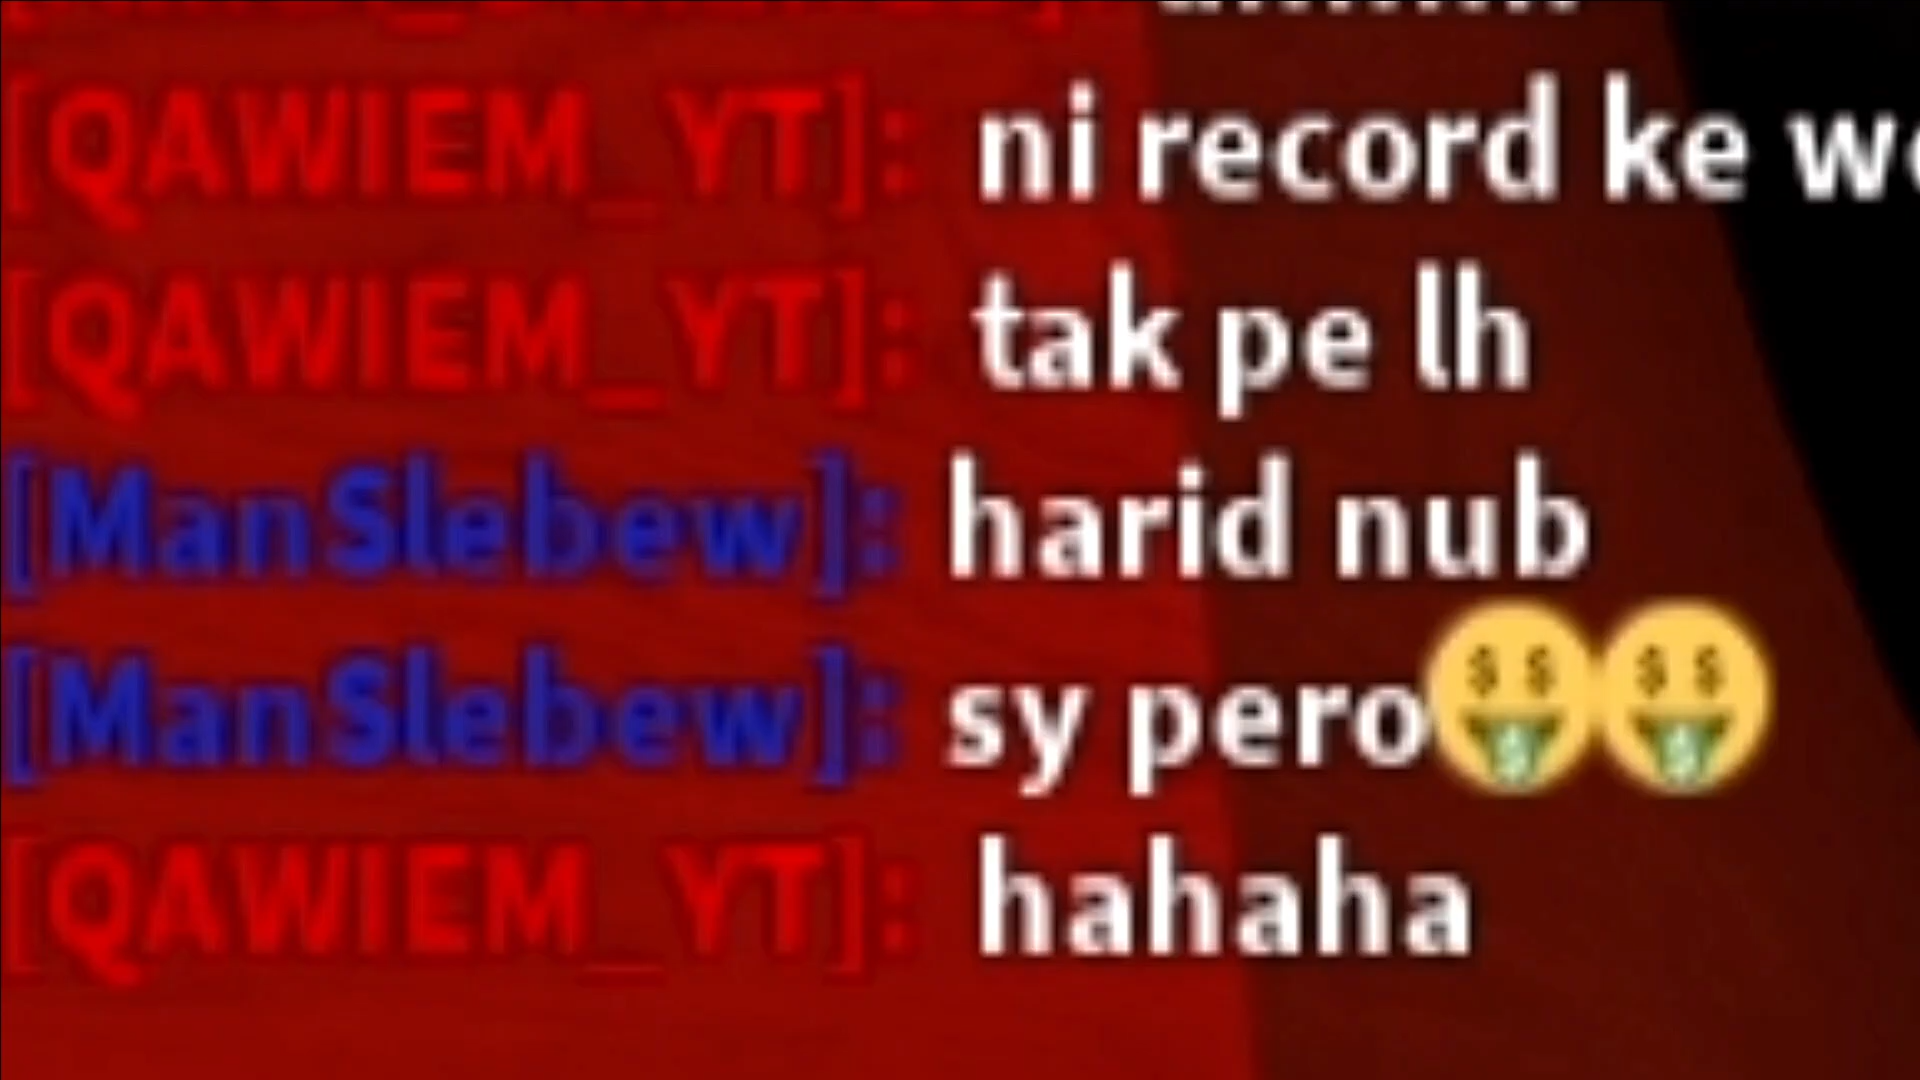 [QAWIEM_YT]: ni record ke
[QAWIEM_YT]: tak pe lh
[ManSlebew]: harid nub
[ManSlebew]: sy pero🤑🤑
[QAWIEM_YT]: hahaha